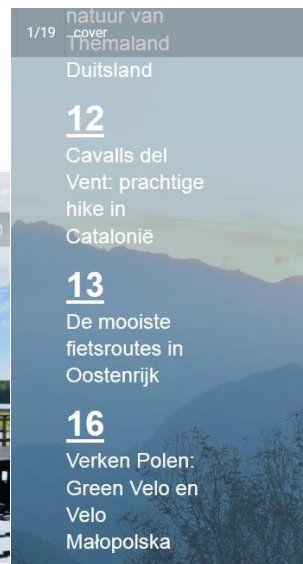 natuur van
1/19 _cover
Themaland
Duitsland
12
Cavalls del
Vent: prachtige
hike in
Catalonië
13
De mooiste
fietsroutes in
Oostenrijk
16
Verken Polen:
Green Velo en
Velo
Małopolska